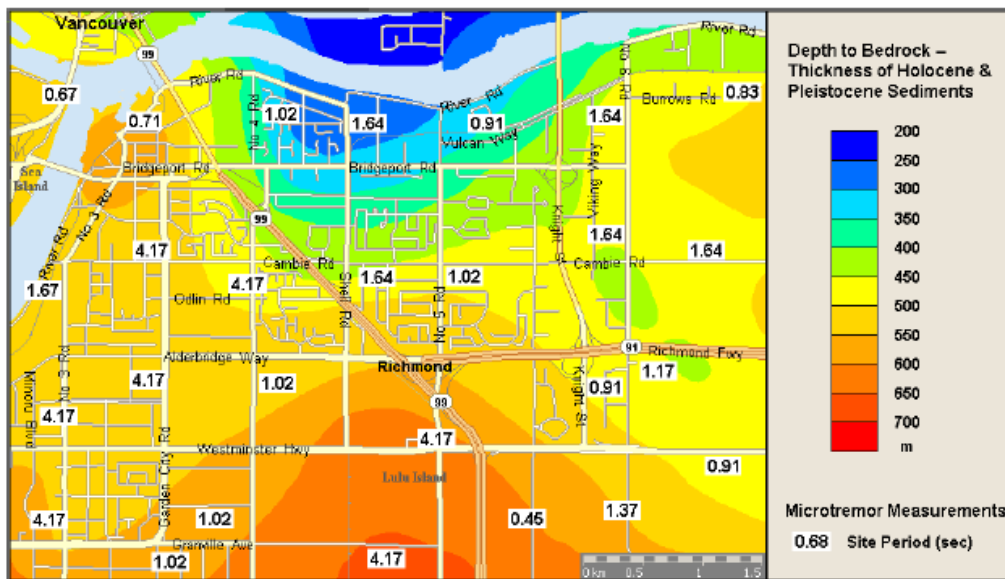 Vancouver
99
River Rd
No 6 Rd
River Rd
0.67
0.71
1.02
No 4 Rd
1.64
River Rd
0.91
Vulcan Way
1.64
Burrows Rd
0.83
Sea
Island
Bridgeport Rd
Bridgeport Rd
Viking Way
River Rd
No 3 Rd
99
Knight St
4.17
1.64
1.64
4.17
Cambie Rd
1.64
1.02
Cambie Rd
1.67
Odlin Rd
Shell Rd
No 5 Rd
Alderbridge Way
Richmond
91
Richmond Fwy
Minoru Blvd
No 3 Rd
4.17
1.02
99
Knight St
0.91
1.17
4.17
4.17
Westminster Hwy
Lulu Island
0.91
Garden City Rd
4.17
1.02
0.45
1.37
Granville Ave
1.02
4.17
0 km 0.5 1 1.5
Depth to Bedrock –
Thickness of Holocene &
Pleistocene Sediments
200
250
300
350
400
450
500
550
600
650
700
m
Microtremor Measurements
0.68 Site Period (sec)